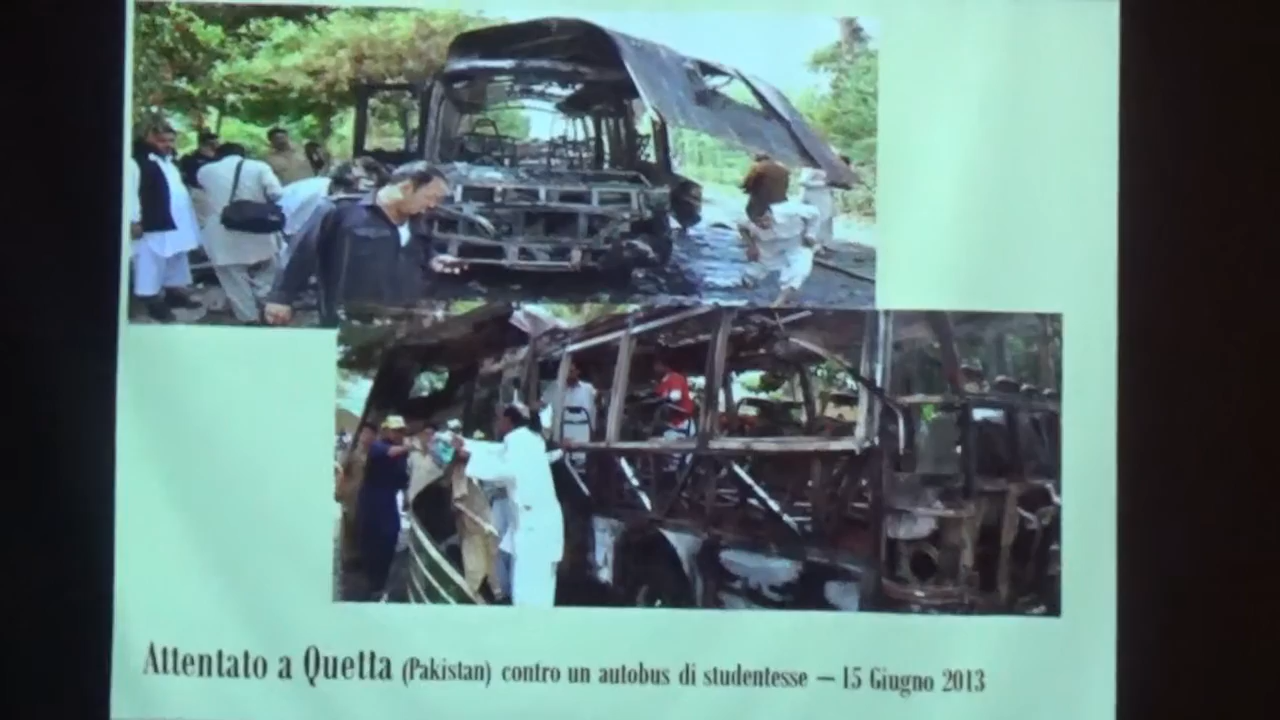 Attentato a Quetta (Pakistan) contro un autobus di studentesse – 15 Giugno 2013